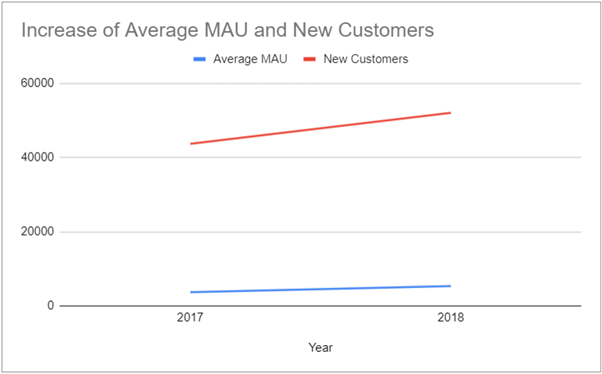 Increase of Average MAU and New Customers
Average MAU New Customers
60000
40000
20000
0
2017 2018
Year